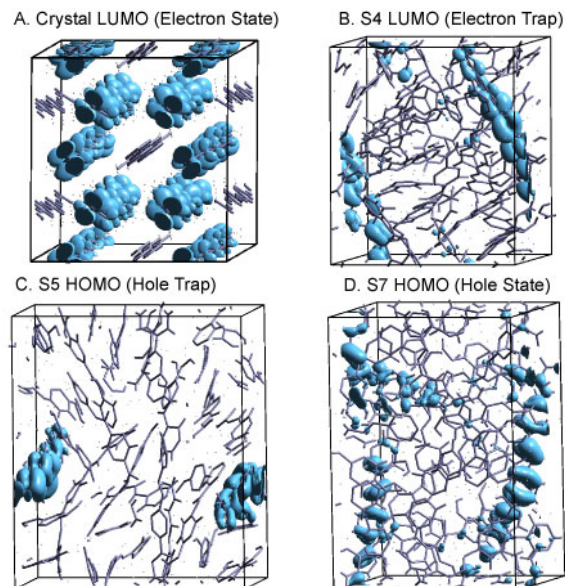 A. Crystal LUMO (Electron State)
B. S4 LUMO (Electron Trap)
C. S5 HOMO (Hole Trap)
D. S7 HOMO (Hole State)